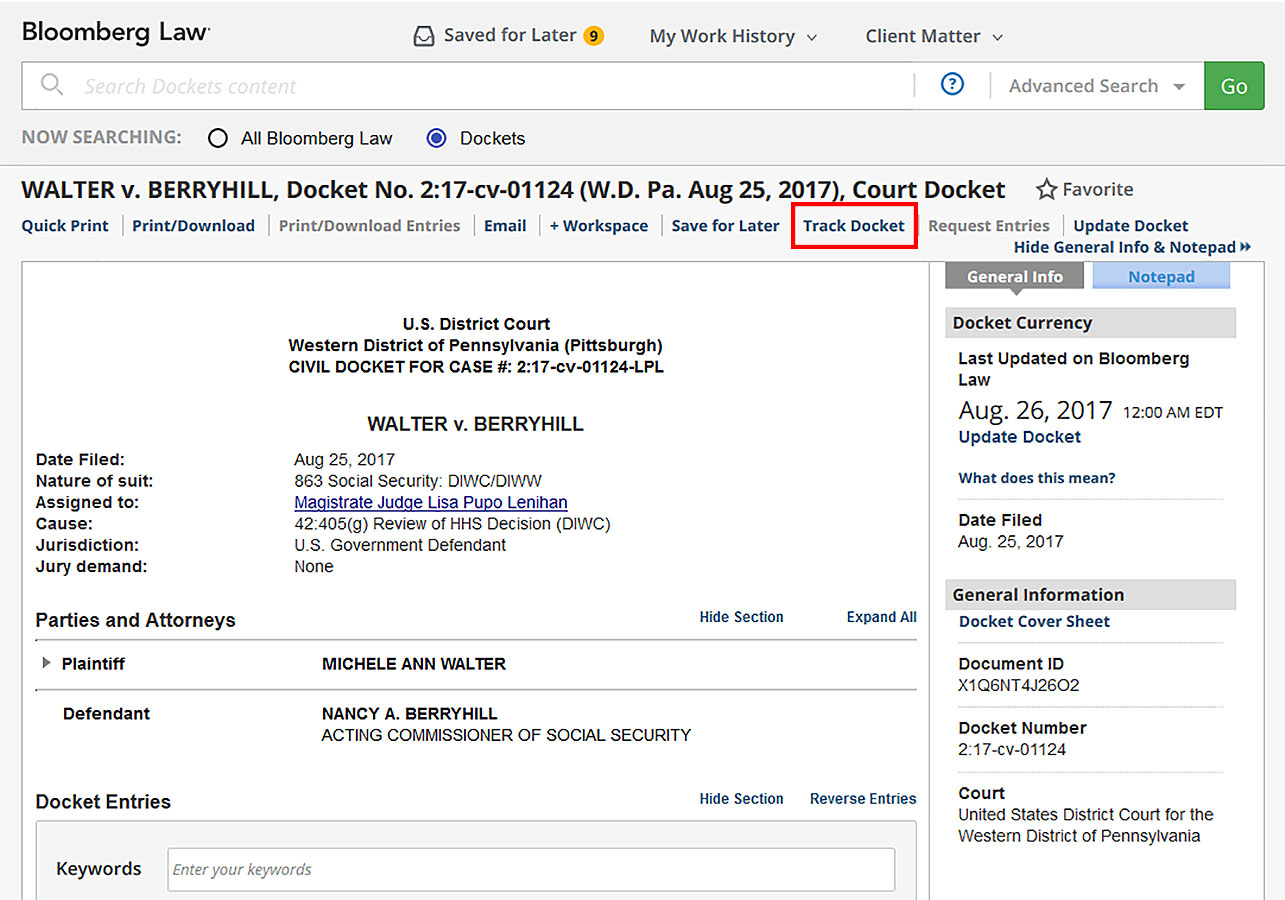 Bloomberg Law
Saved for Later 9 My Work History Client Matter
Search Dockets content ? Advanced Search Go
NOW SEARCHING: All Bloomberg Law Dockets
WALTER v. BERRYHILL, Docket No. 2:17-cv-01124 (W.D. Pa. Aug 25, 2017), Court Docket Favorite
Quick Print Print/Download Print/Download Entries Email + Workspace Save for Later Track Docket Request Entries Update Docket
Hide General Info & Notepad
U.S. District Court
Western District of Pennsylvania (Pittsburgh)
CIVIL DOCKET FOR CASE #: 2:17-cv-01124-LPL
WALTER v. BERRYHILL
Date Filed: Aug 25, 2017
Nature of suit: 863 Social Security: DIWC/DIWW
Assigned to: Magistrate Judge Lisa Pupo Lenihan
Cause: 42:405(g) Review of HHS Decision (DIWC)
Jurisdiction: U.S. Government Defendant
Jury demand: None
Parties and Attorneys Hide Section Expand All
Plaintiff MICHELE ANN WALTER
Defendant NANCY A. BERRYHILL
ACTING COMMISSIONER OF SOCIAL SECURITY
Docket Entries Hide Section Reverse Entries
Keywords Enter your keywords
General Info Notepad
Docket Currency
Last Updated on Bloomberg
Law
Aug. 26, 2017 12:00 AM EDT
Update Docket
What does this mean?
Date Filed
Aug. 25, 2017
General Information
Docket Cover Sheet
Document ID
X1Q6NT4J26O2
Docket Number
2:17-cv-01124
Court
United States District Court for the
Western District of Pennsylvania